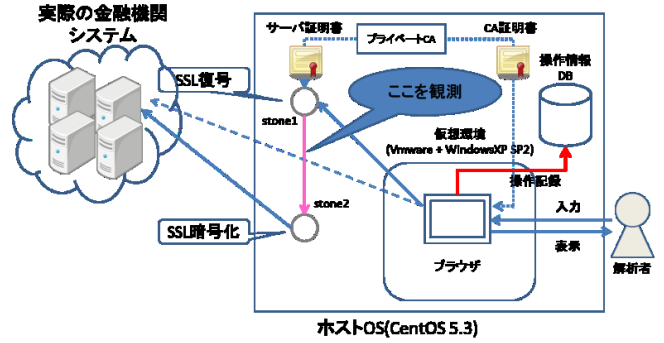 実際の金融機関
システム
サーバ証明書
プライベートCA
CA証明書
操作情報
DB
SSL復号
ここを観測
stone1
仮想環境
(Vmware + WindowsXP SP2)
操作記録
stone2
入力
SSL暗号化
表示
ブラウザ
解析者
ホストOS(CentOS 5.3)